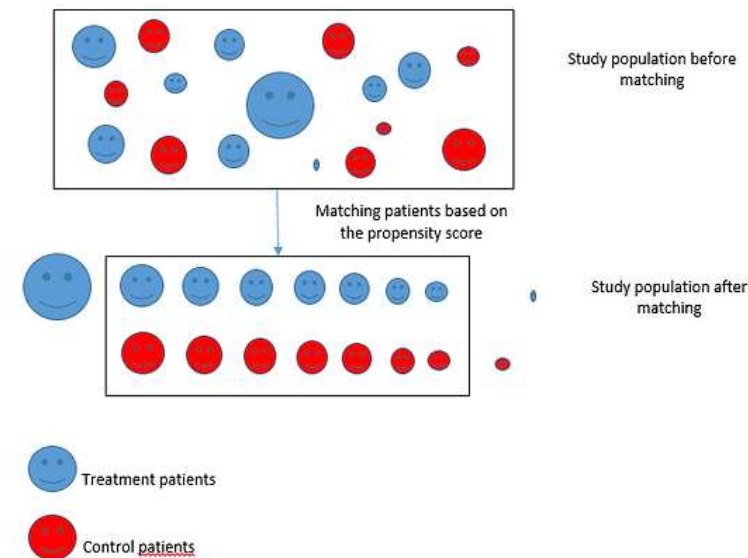 Study population before
matching
Matching patients based on
the propensity score
Study population after
matching
Treatment patients
Control patients